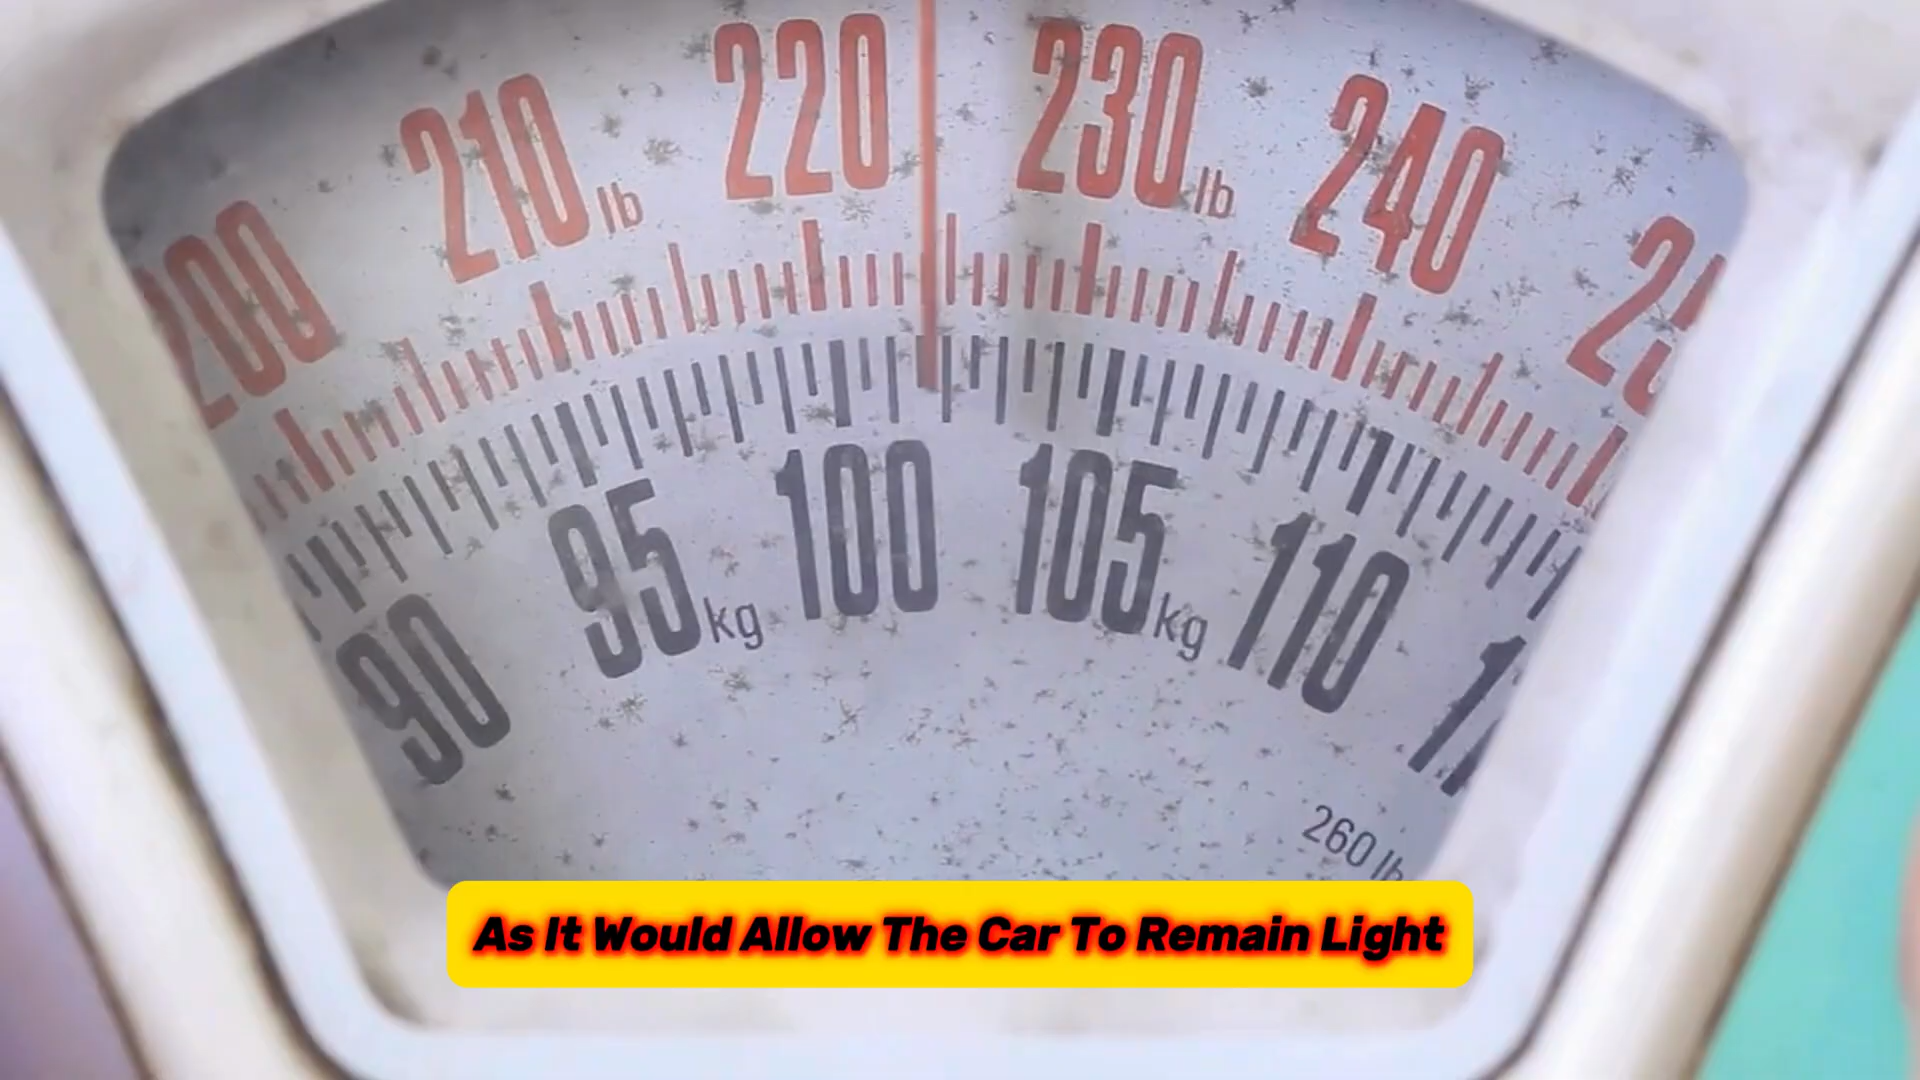 200 210 lb 220 230 lb 240
90 95 kg 100 105 kg 110
260 lb
As It Would Allow The Car To Remain Light